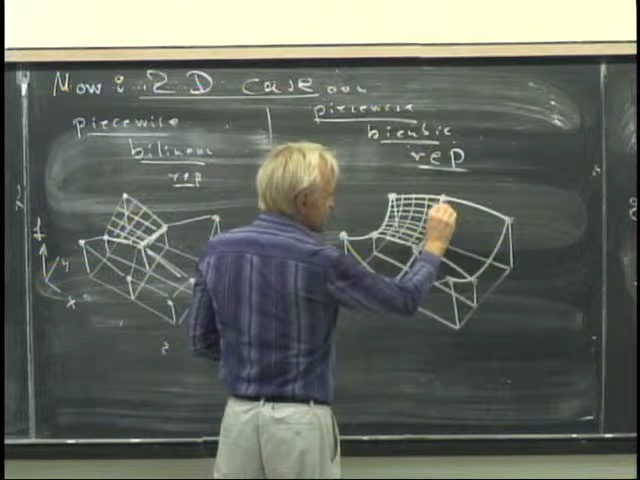 Now: 2D case...
piecewise
bilinear
rep
piecewise
bicubic
rep
f
y
x